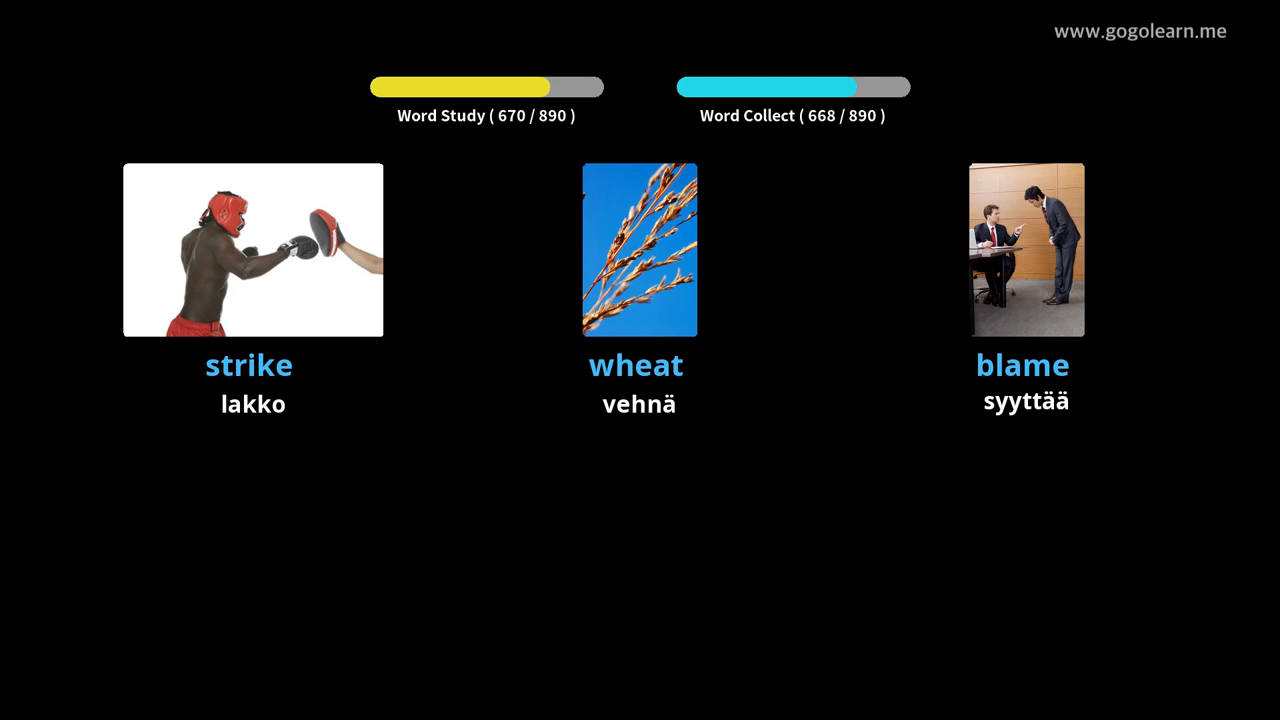 www.gogolearn.me
Word Study ( 670 / 890 )
Word Collect ( 668 / 890 )
strike
lakko
wheat
vehnä
blame
syyttää